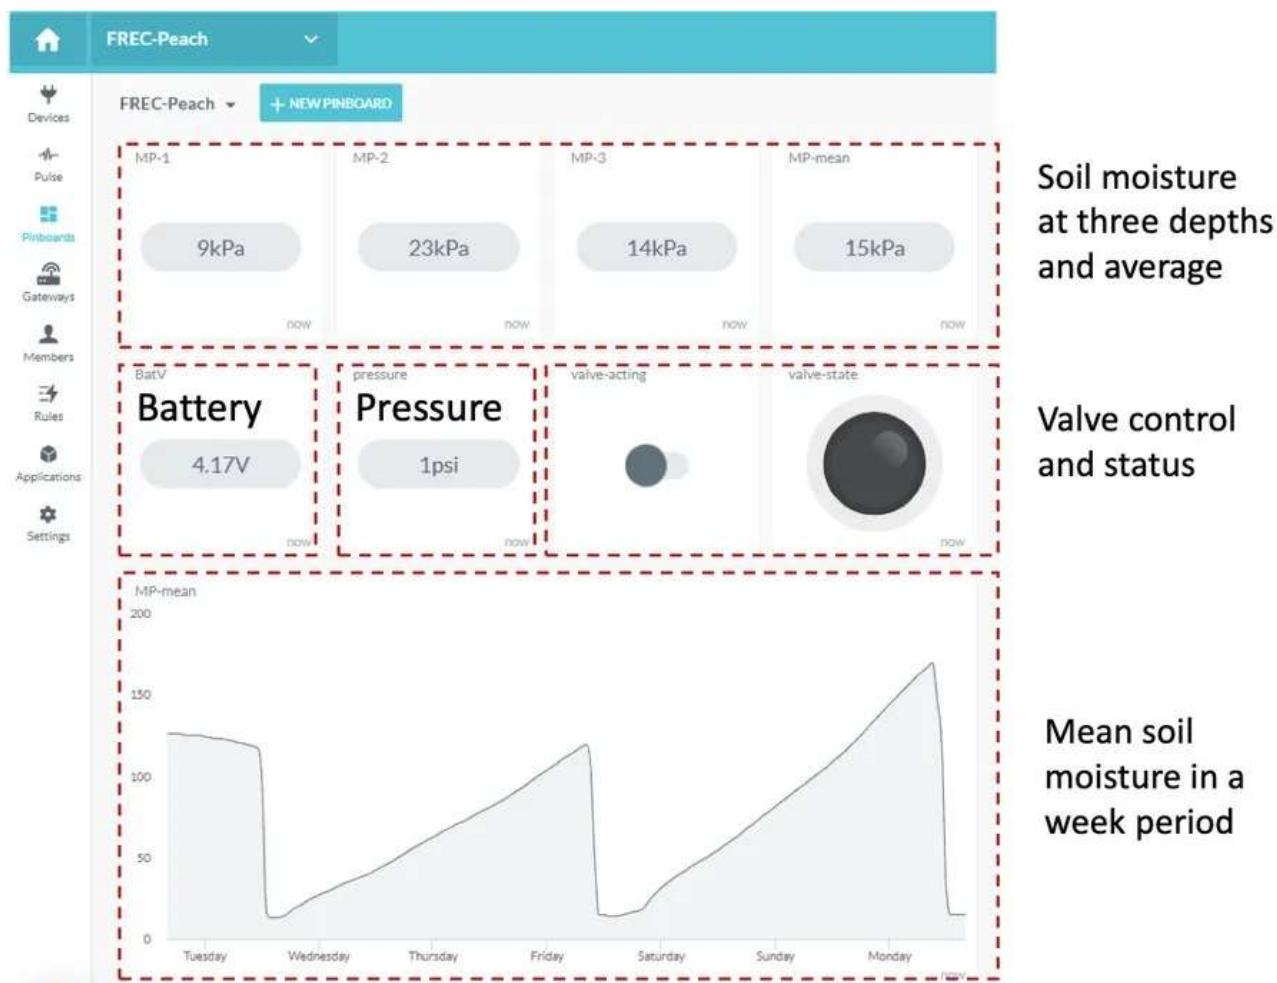 FREC-Peach
Devices
Pulse
Pinboards
Gateways
Members
Rules
Applications
Settings
FREC-Peach
+ NEW PINBOARD
MP-1
MP-2
MP-3
MP-mean
9kPa
23kPa
14kPa
15kPa
now
now
now
now
Soil moisture
at three depths
and average
BatV
pressure
valve-acting
valve-state
Battery
Pressure
4.17V
1psi
now
now
now
Valve control
and status
MP-mean
200
150
100
50
0
Tuesday
Wednesday
Thursday
Friday
Saturday
Sunday
Monday
now
Mean soil
moisture in a
week period